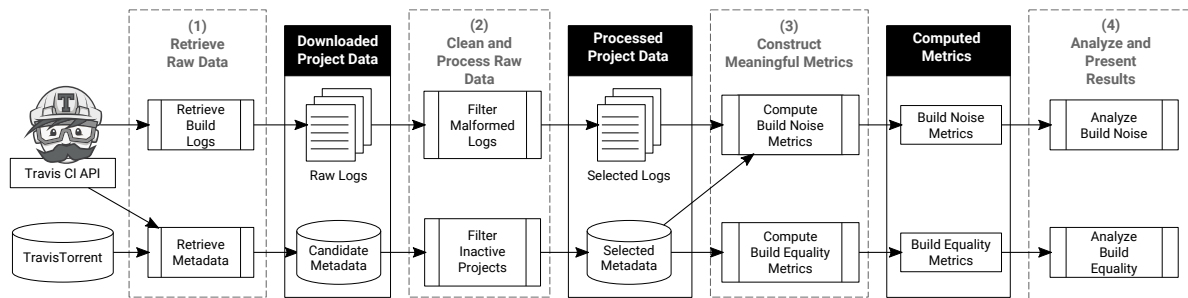 (1)
Retrieve
Raw Data
Downloaded
Project Data
(2)
Clean and
Process Raw
Data
Processed
Project Data
(3)
Construct
Meaningful Metrics
Computed
Metrics
(4)
Analyze and
Present
Results
T
Travis CI API
Retrieve
Build
Logs
Raw Logs
Filter
Malformed
Logs
Selected Logs
Compute
Build Noise
Metrics
Build Noise
Metrics
Analyze
Build Noise
TravisTorrent
Retrieve
Metadata
Candidate
Metadata
Filter
Inactive
Projects
Selected
Metadata
Compute
Build Equality
Metrics
Build Equality
Metrics
Analyze
Build
Equality